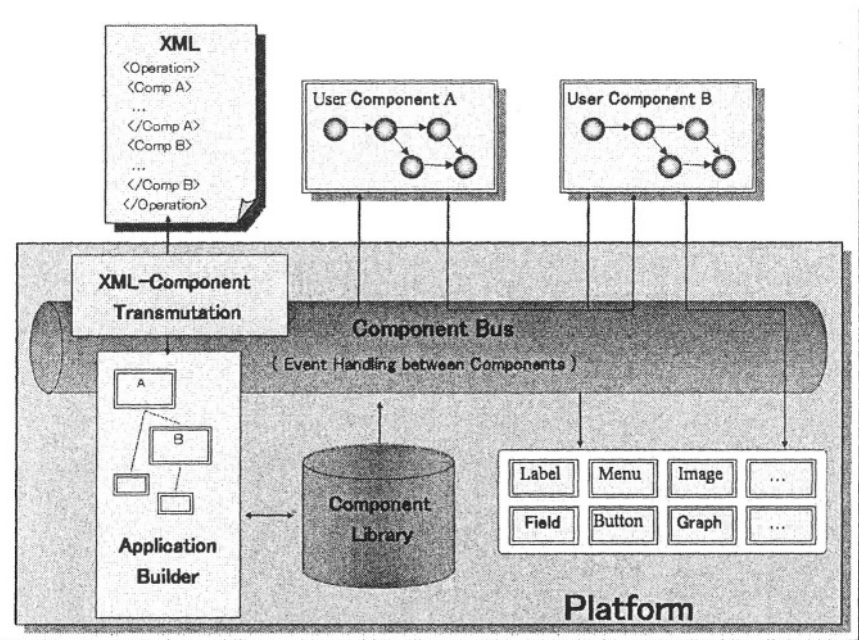 XML
<Operation>
<Comp A>
...
</Comp A>
<Comp B>
...
</Comp B>
</Operation>
User Component A
User Component B
XML-Component
Transmutation
Component Bus
( Event Handling between Components )
A
B
Application
Builder
Component
Library
Label
Menu
Image
...
Field
Button
Graph
...
Platform